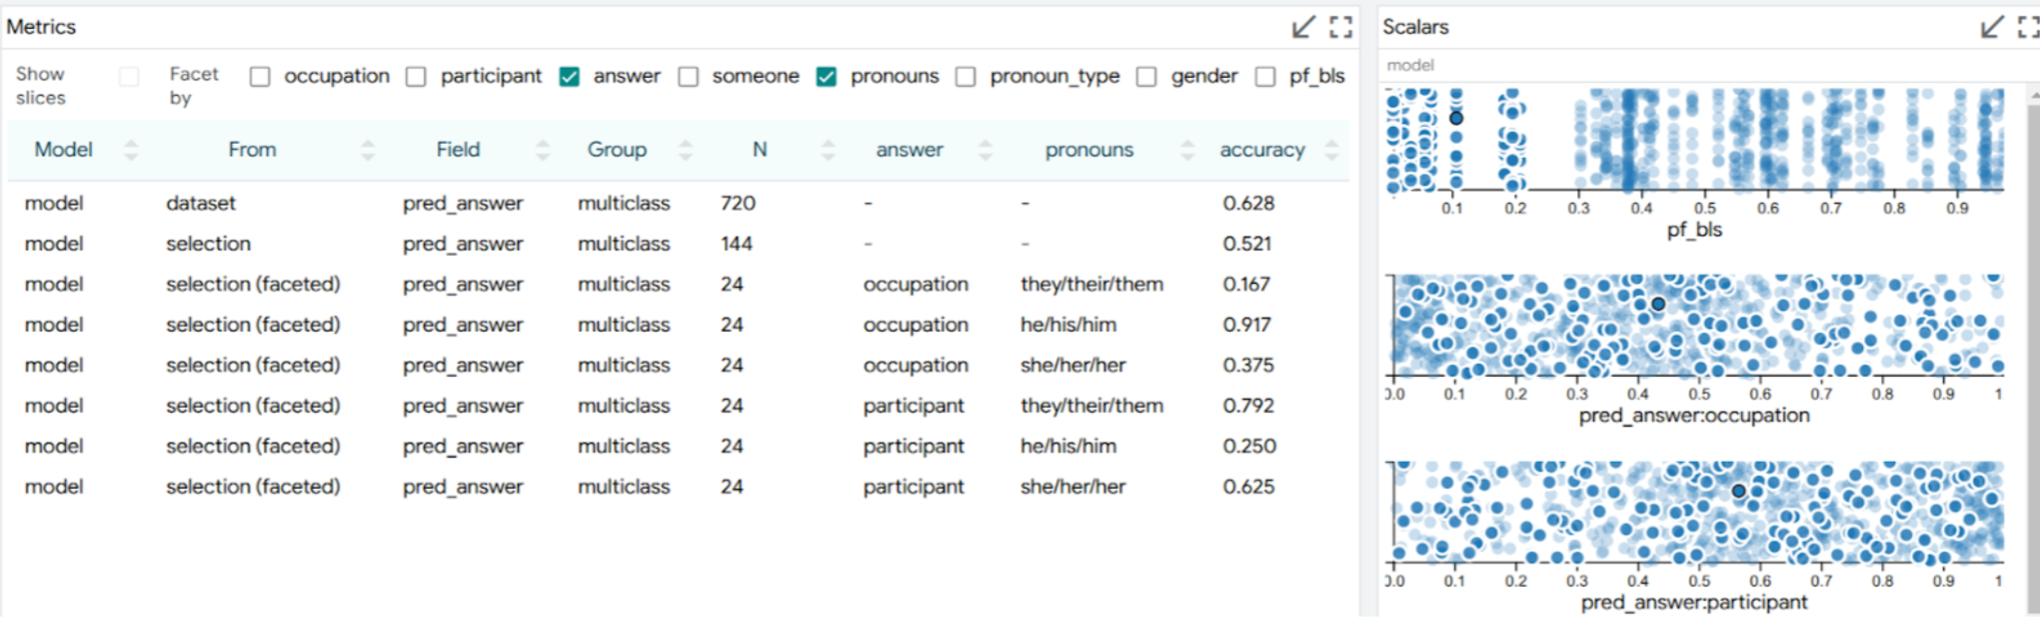 Metrics
Show slices Facet by occupation participant answer someone pronouns pronoun_type gender pf_bls
Model From Field Group N answer pronouns accuracy
model dataset pred_answer multiclass 720 - - 0.628
model selection pred_answer multiclass 144 - - 0.521
model selection (faceted) pred_answer multiclass 24 occupation they/their/them 0.167
model selection (faceted) pred_answer multiclass 24 occupation he/his/him 0.917
model selection (faceted) pred_answer multiclass 24 occupation she/her/her 0.375
model selection (faceted) pred_answer multiclass 24 participant they/their/them 0.792
model selection (faceted) pred_answer multiclass 24 participant he/his/him 0.250
model selection (faceted) pred_answer multiclass 24 participant she/her/her 0.625
Scalars
model
0.1 0.2 0.3 0.4 0.5 0.6 0.7 0.8 0.9
pf_bls
0.0 0.1 0.2 0.3 0.4 0.5 0.6 0.7 0.8 0.9 1
pred_answer:occupation
0.0 0.1 0.2 0.3 0.4 0.5 0.6 0.7 0.8 0.9 1
pred_answer:participant